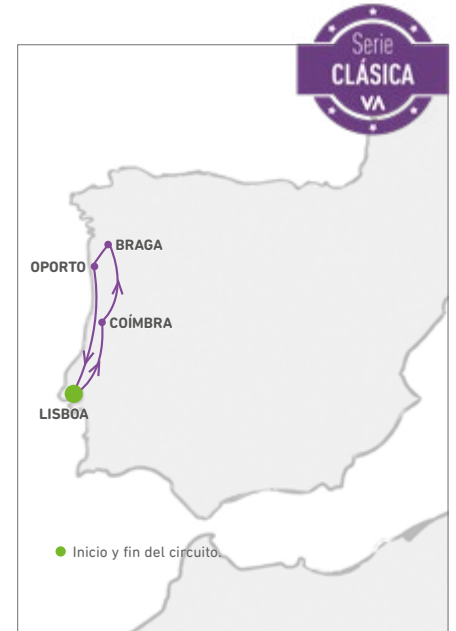 Serie
CLÁSICA
VA
BRAGA
OPORTO
COÍMBRA
LISBOA
Inicio y fin del circuito.